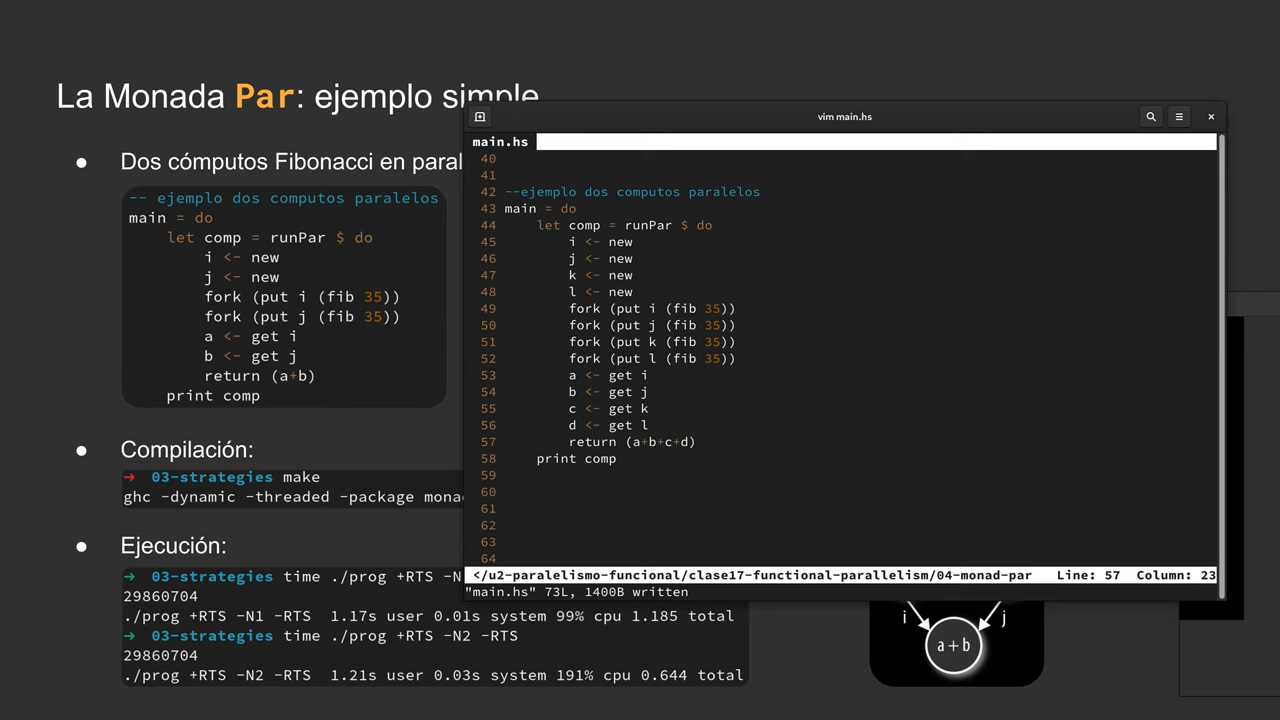 La Monada Par: ejemplo simple
● Dos cómputos Fibonacci en paral
-- ejemplo dos computos paralelos
main = do
let comp = runPar $ do
i <- new
j <- new
fork (put i (fib 35))
fork (put j (fib 35))
a <- get i
b <- get j
return (a+b)
print comp
● Compilación:
→ 03-strategies make
ghc -dynamic -threaded -package mona
● Ejecución:
→ 03-strategies time ./prog +RTS -N
29860704
./prog +RTS -N1 -RTS 1.17s user 0.01s system 99% cpu 1.185 total
→ 03-strategies time ./prog +RTS -N2 -RTS
29860704
./prog +RTS -N2 -RTS 1.21s user 0.03s system 191% cpu 0.644 total
vim main.hs
main.hs
40
41
42 --ejemplo dos computos paralelos
43 main = do
44 let comp = runPar $ do
45 i <- new
46 j <- new
47 k <- new
48 l <- new
49 fork (put i (fib 35))
50 fork (put j (fib 35))
51 fork (put k (fib 35))
52 fork (put l (fib 35))
53 a <- get i
54 b <- get j
55 c <- get k
56 d <- get l
57 return (a+b+c+d)
58 print comp
59
60
61
62
63
64
</u2-paralelismo-funcional/clase17-functional-parallelism/04-monad-par Line: 57 Column: 23
"main.hs" 73L, 1400B written
i j
a + b